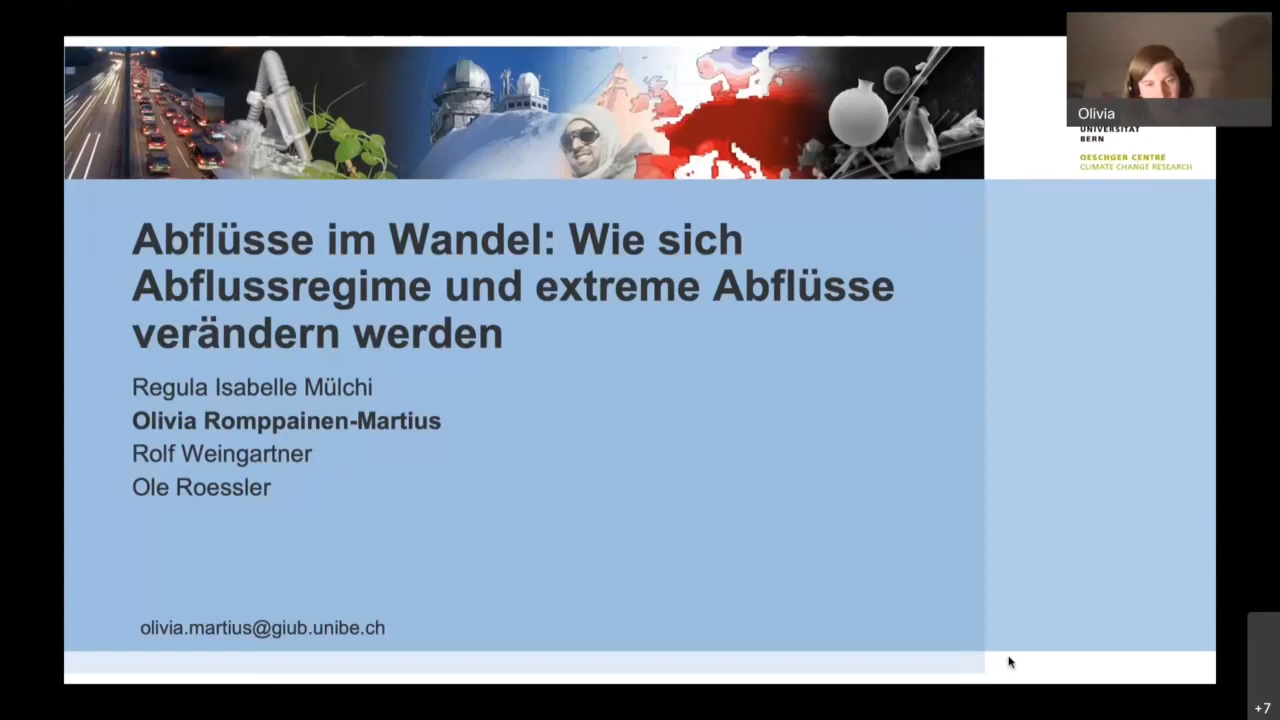 Olivia
UNIVERSITÄT
BERN
OESCHGER CENTRE
CLIMATE CHANGE RESEARCH
Abflüsse im Wandel: Wie sich
Abflussregime und extreme Abflüsse
verändern werden
Regula Isabelle Mülchi
Olivia Romppainen-Martius
Rolf Weingartner
Ole Roessler
olivia.martius@giub.unibe.ch
+7